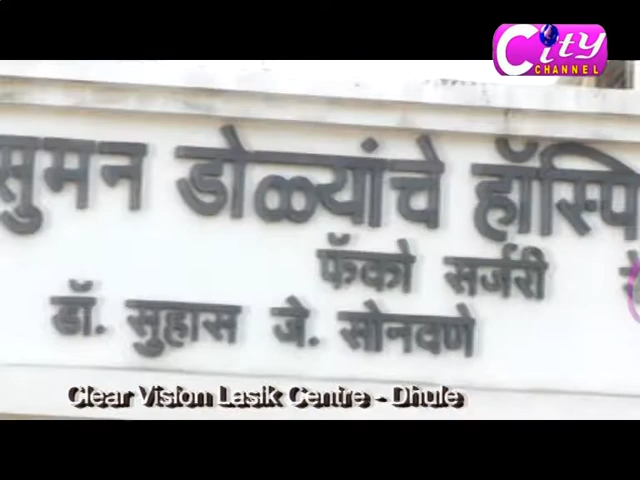 City
CHANNEL
सुमन डोळ्यांचे हॉस्पि
फॅको सर्जरी
डॉ. सुहास जे. सोनवणे
Clear Vision Lasik Centre - Dhule